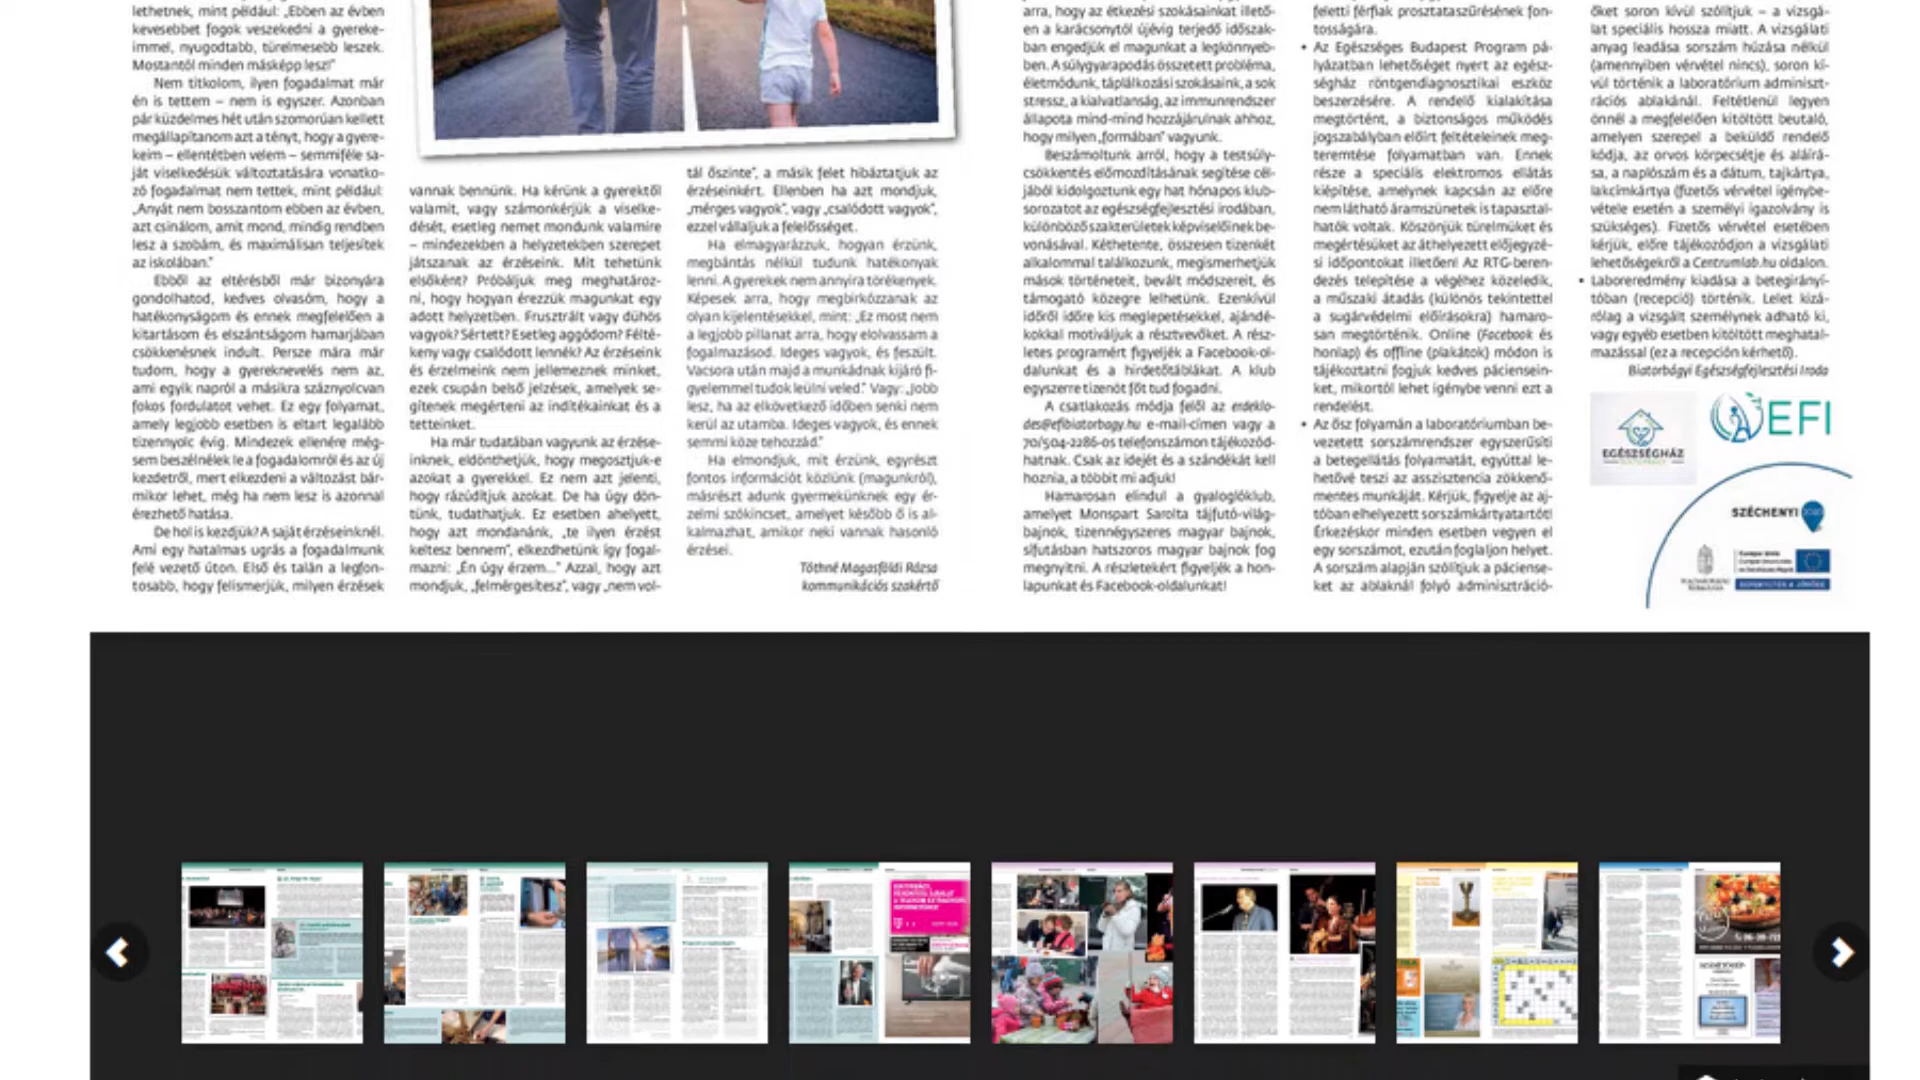 lethetnek, mint például: „Ebben az évben
kevesebbet fogok veszekedni a gyereke-
immel, nyugodtabb, türelmesebb leszek.
Mostantól minden másképp lesz!”
Nem titkolom, ilyen fogadalmat már
én is tettem – nem is egyszer. Azonban
pár küzdelmes hét után szomorúan kellett
megállapítanom azt a tényt, hogy a gyere-
keim – ellentétben velem – semmiféle sa-
ját viselkedésük változtatására vonatko-
zó fogadalmat nem tettek, mint például:
„Anyát nem bosszantom ebben az évben,
azt csinálom, amit mond, mindig rendben
lesz a szobám, és maximálisan teljesítek
az iskolában.”
Ebből az eltérésből már bizonyára
gondolhatod, kedves olvasóm, hogy a
hatékonyságom és ennek megfelelően a
kitartásom és elszántságom hamarjában
csökkenésnek indult. Persze mára már
tudom, hogy a gyereknevelés nem az,
ami egyik napról a másikra száznyolcvan
fokos fordulatot vehet. Ez egy folyamat,
amely legjobb esetben is eltart legalább
tizennyolc évig. Mindezek ellenére még-
sem beszélnélek le a fogadalomról és az új
kezdetről, mert elkezdeni a változást bár-
mikor lehet, még ha nem lesz is azonnal
érezhető hatása.
De hol is kezdjük? A saját érzéseinknél.
Ami egy hatalmas ugrás a fogadalmunk
felé vezető úton. Első és talán a legfon-
tosabb, hogy felismerjük, milyen érzések
vannak bennünk. Ha kérünk a gyerektől
valamit, vagy számonkérjük a viselke-
dését, esetleg nemet mondunk valamire
– mindezekben a helyzetekben szerepet
játszanak az érzéseink. Mit tehetünk
elsőként? Próbáljuk meg meghatároz-
ni, hogy hogyan érezzük magunkat egy
adott helyzetben. Frusztrált vagy dühös
vagyok? Sértett? Esetleg aggódom? Félté-
keny vagy csalódott lennék? Az érzéseink
és érzelmeink nem jellemeznek minket,
ezek csupán belső jelzések, amelyek se-
gítenek megérteni az indítékainkat és a
tetteinket.
Ha már tudatában vagyunk az érzése-
inknek, eldönthetjük, hogy megosztjuk-e
azokat a gyerekkel. Ez nem azt jelenti,
hogy rázúdítjuk azokat. De ha úgy dön-
tünk, tudathatjuk. Ez esetben ahelyett,
hogy azt mondanánk, „te ilyen érzést
keltesz bennem”, elkezdhetünk így fogal-
mazni: „Én úgy érzem...” Azzal, hogy azt
mondjuk, „felmérgesítesz”, vagy „nem vol-
tál őszinte”, a másik felet hibáztatjuk az
érzéseinkért. Ellenben ha azt mondjuk,
„mérges vagyok”, vagy „csalódott vagyok”,
ezzel vállaljuk a felelősséget.
Ha elmagyarázzuk, hogyan érzünk,
megbántás nélkül tudunk hatékonyak
lenni. A gyerekek nem annyira törékenyek.
Képesek arra, hogy megbirkózzanak az
olyan kijelentésekkel, mint: „Ez most nem
a legjobb pillanat arra, hogy elolvassam a
fogalmazásod. Ideges vagyok, és feszült.
Vacsora után majd a munkádnak kijáró fi-
gyelemmel tudok leülni veled.” Vagy: „Jobb
lesz, ha az elkövetkező időben senki nem
kerül az utamba. Ideges vagyok, és ennek
semmi köze tehozzád.”
Ha elmondjuk, mit érzünk, egyrészt
fontos információt közlünk (magunkról),
másrészt adunk gyermekünknek egy ér-
zelmi szókincset, amelyet később ő is al-
kalmazhat, amikor neki vannak hasonló
érzései.
Tóthné Magasföldi Rózsa
kommunikációs szakértő
arra, hogy az étkezési szokásainkat illető-
en a karácsonytól újévig terjedő időszak-
ban engedjük el magunkat a legkönnyeb-
ben. A súlygyarapodás összetett probléma,
életmódunk, táplálkozási szokásaink, a sok
stressz, a kialvatlanság, az immunrendszer
állapota mind-mind hozzájárulnak ahhoz,
hogy milyen „formában” vagyunk.
Beszámoltunk arról, hogy a testsúly-
csökkentés előmozdításának segítése cél-
jából kidolgoztunk egy hat hónapos klub-
sorozatot az egészségfejlesztési irodában,
különböző szakterületek képviselőinek be-
vonásával. Kéthetente, összesen tizenkét
alkalommal találkozunk, megismerhetjük
mások történeteit, bevált módszereit, és
támogató közegre lelhetünk. Ezenkívül
időről időre kis meglepetésekkel, ajándé-
kokkal motiváljuk a résztvevőket. A rész-
letes programért figyeljék a Facebook-ol-
dalunkat és a hirdetőtáblákat. A klub
egyszerre tizenöt főt tud fogadni.
A csatlakozás módja felől az erdeklo-
des@efibiatorbagy.hu e-mail-címen vagy a
70/504-2286-os telefonszámon tájékozód-
hatnak. Csak az idejét és a szándékát kell
hoznia, a többit mi adjuk!
Hamarosan elindul a gyaloglóklub,
amelyet Monspart Sarolta tájfutó-világ-
bajnok, tizennégyszeres magyar bajnok,
sífutásban hatszoros magyar bajnok fog
megnyitni. A részletekért figyeljék a hon-
lapunkat és Facebook-oldalunkat!
feletti férfiak prosztataszűrésének fon-
tosságára.
• Az Egészséges Budapest Program pá-
lyázatban lehetőséget nyert az egész-
ségház röntgendiagnosztikai eszköz
beszerzésére. A rendelő kialakítása
megtörtént, a biztonságos működés
jogszabályban előírt feltételeinek meg-
teremtése folyamatban van. Ennek
része a speciális elektromos ellátás
kiépítése, amelynek kapcsán az előre
nem látható áramszünetek is tapasztal-
hatók voltak. Köszönjük türelmüket és
megértésüket az áthelyezett előjegyzé-
si időpontokat illetően! Az RTG-beren-
dezés telepítése a végéhez közeledik,
a műszaki átadás (különös tekintettel
a sugárvédelmi előírásokra) hamaro-
san megtörténik. Online (Facebook és
honlap) és offline (plakátok) módon is
tájékoztatni fogjuk kedves pácienseín-
ket, mikortól lehet igénybe venni ezt a
rendelést.
• Az ősz folyamán a laboratóriumban be-
vezetett sorszámrendszer egyszerűsíti
a betegellátás folyamatát, egyúttal le-
hetővé teszi az asszisztencia zökkenő-
mentes munkáját. Kérjük, figyelje az aj-
tóban elhelyezett sorszámkártyatartót!
Érkezéskor minden esetben vegyen el
egy sorszámot, ezután foglaljon helyet.
A sorszám alapján szólítjuk a páciense-
ket az ablaknál folyó adminisztráció-
őket soron kívül szólítjuk – a vizsgá-
lat speciális hossza miatt. A vizsgálati
anyag leadása sorszám húzása nélkül
(amennyiben vérvétel nincs), soron kí-
vül történik a laboratórium adminiszt-
rációs ablakánál. Feltétlenül legyen
önnél a megfelelően kitöltött beutaló,
amelyen szerepel a beküldő rendelő
kódja, az orvos körpecsétje és aláírá-
sa, a naplószám és a dátum, tajkártya,
lakcímkártya (fizetős vérvétel igénybe-
vétele esetén a személyi igazolvány is
szükséges). Fizetős vérvétel esetében
kérjük, előre tájékozódjon a vizsgálati
lehetőségekről a Centrumlab.hu oldalon.
• Laboreredmény kiadása a betegirányí-
tóban (recepció) történik. Lelet kizá-
rólag a vizsgált személynek adható ki,
vagy egyéb esetben kitöltött meghatal-
mazással (ez a recepción kérhető).
Biatorbágyi Egészségfejlesztési Iroda
EGÉSZSÉGHÁZ
EFI
SZÉCHENYI